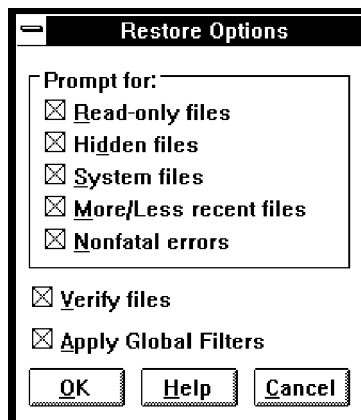 Restore Options
Prompt for:
Read-only files
Hidden files
System files
More/Less recent files
Nonfatal errors
Verify files
Apply Global Filters
OK Help Cancel